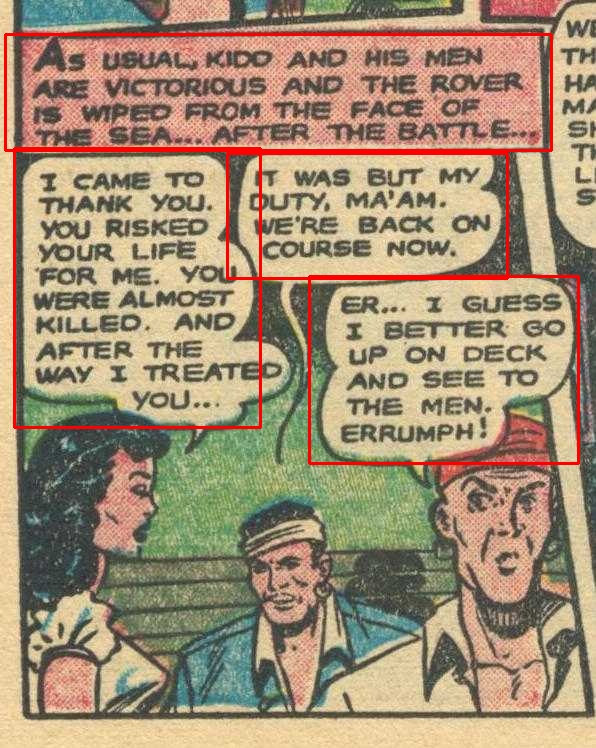 AS USUAL, KIDD AND HIS MEN
ARE VICTORIOUS AND THE ROVER
IS WIPED FROM THE FACE OF
THE SEA... AFTER THE BATTLE...
I CAME TO
THANK YOU.
YOU RISKED
YOUR LIFE
FOR ME. YOU
WERE ALMOST
KILLED. AND
AFTER THE
WAY I TREATED
YOU...
IT WAS BUT MY
DUTY, MA'AM.
WE'RE BACK ON
COURSE NOW.
ER... I GUESS
I BETTER GO
UP ON DECK
AND SEE TO
THE MEN.
ERRUMPH!